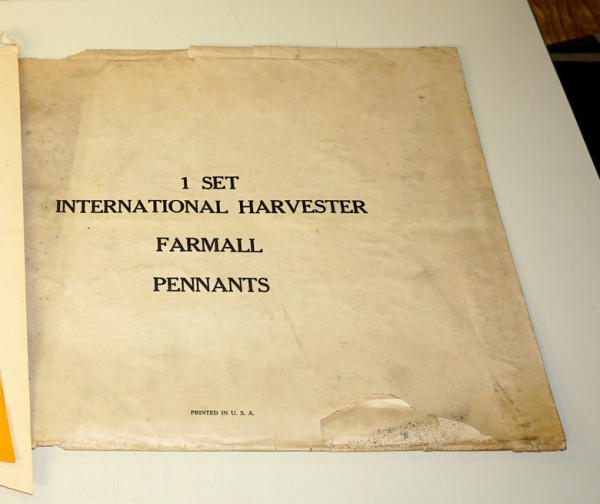 1 SET
INTERNATIONAL HARVESTER
FARMALL
PENNANTS
PRINTED IN U. S. A.